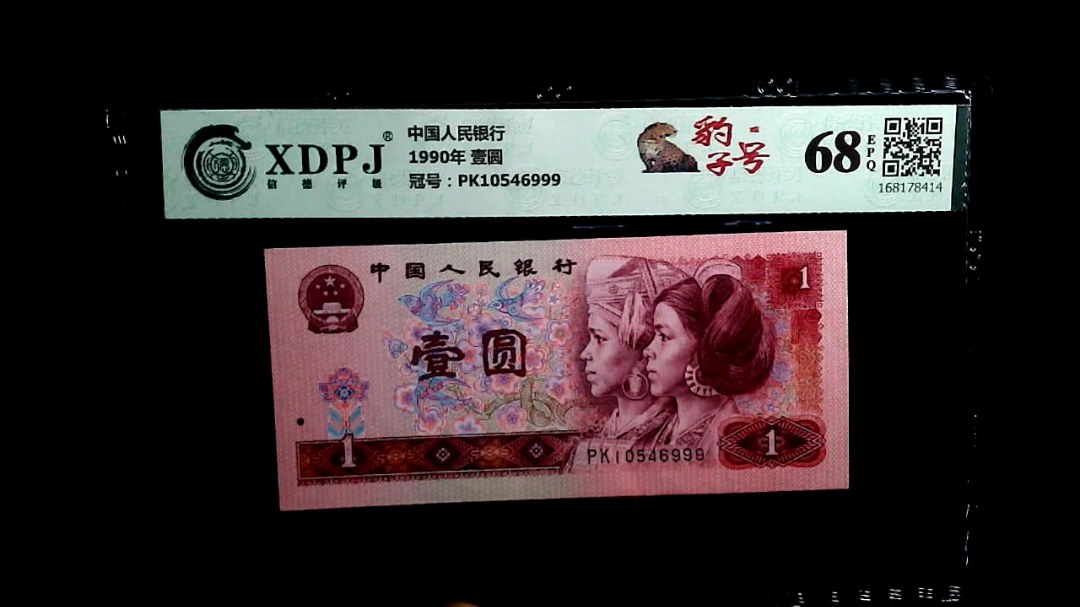 XDPJ®
信德评级
中国人民银行
1990年 壹圆
冠号：PK10546999
豹子号
68 EPQ
168178414
中国人民银行
1
壹圆
1
PK10546999
1